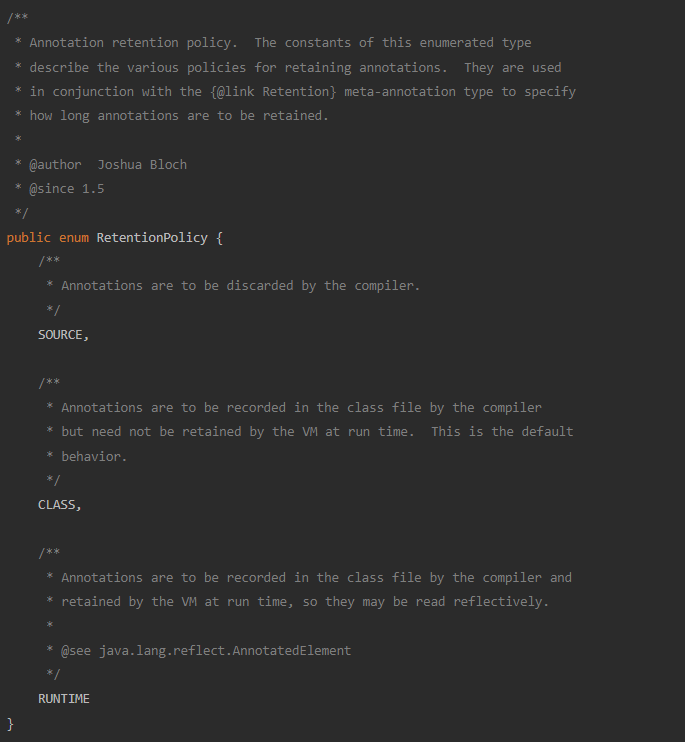 /**
 * Annotation retention policy.  The constants of this enumerated type
 * describe the various policies for retaining annotations.  They are used
 * in conjunction with the {@link Retention} meta-annotation type to specify
 * how long annotations are to be retained.
 *
 * @author  Joshua Bloch
 * @since 1.5
 */
public enum RetentionPolicy {
    /**
     * Annotations are to be discarded by the compiler.
     */
    SOURCE,

    /**
     * Annotations are to be recorded in the class file by the compiler
     * but need not be retained by the VM at run time.  This is the default
     * behavior.
     */
    CLASS,

    /**
     * Annotations are to be recorded in the class file by the compiler and
     * retained by the VM at run time, so they may be read reflectively.
     *
     * @see java.lang.reflect.AnnotatedElement
     */
    RUNTIME
}